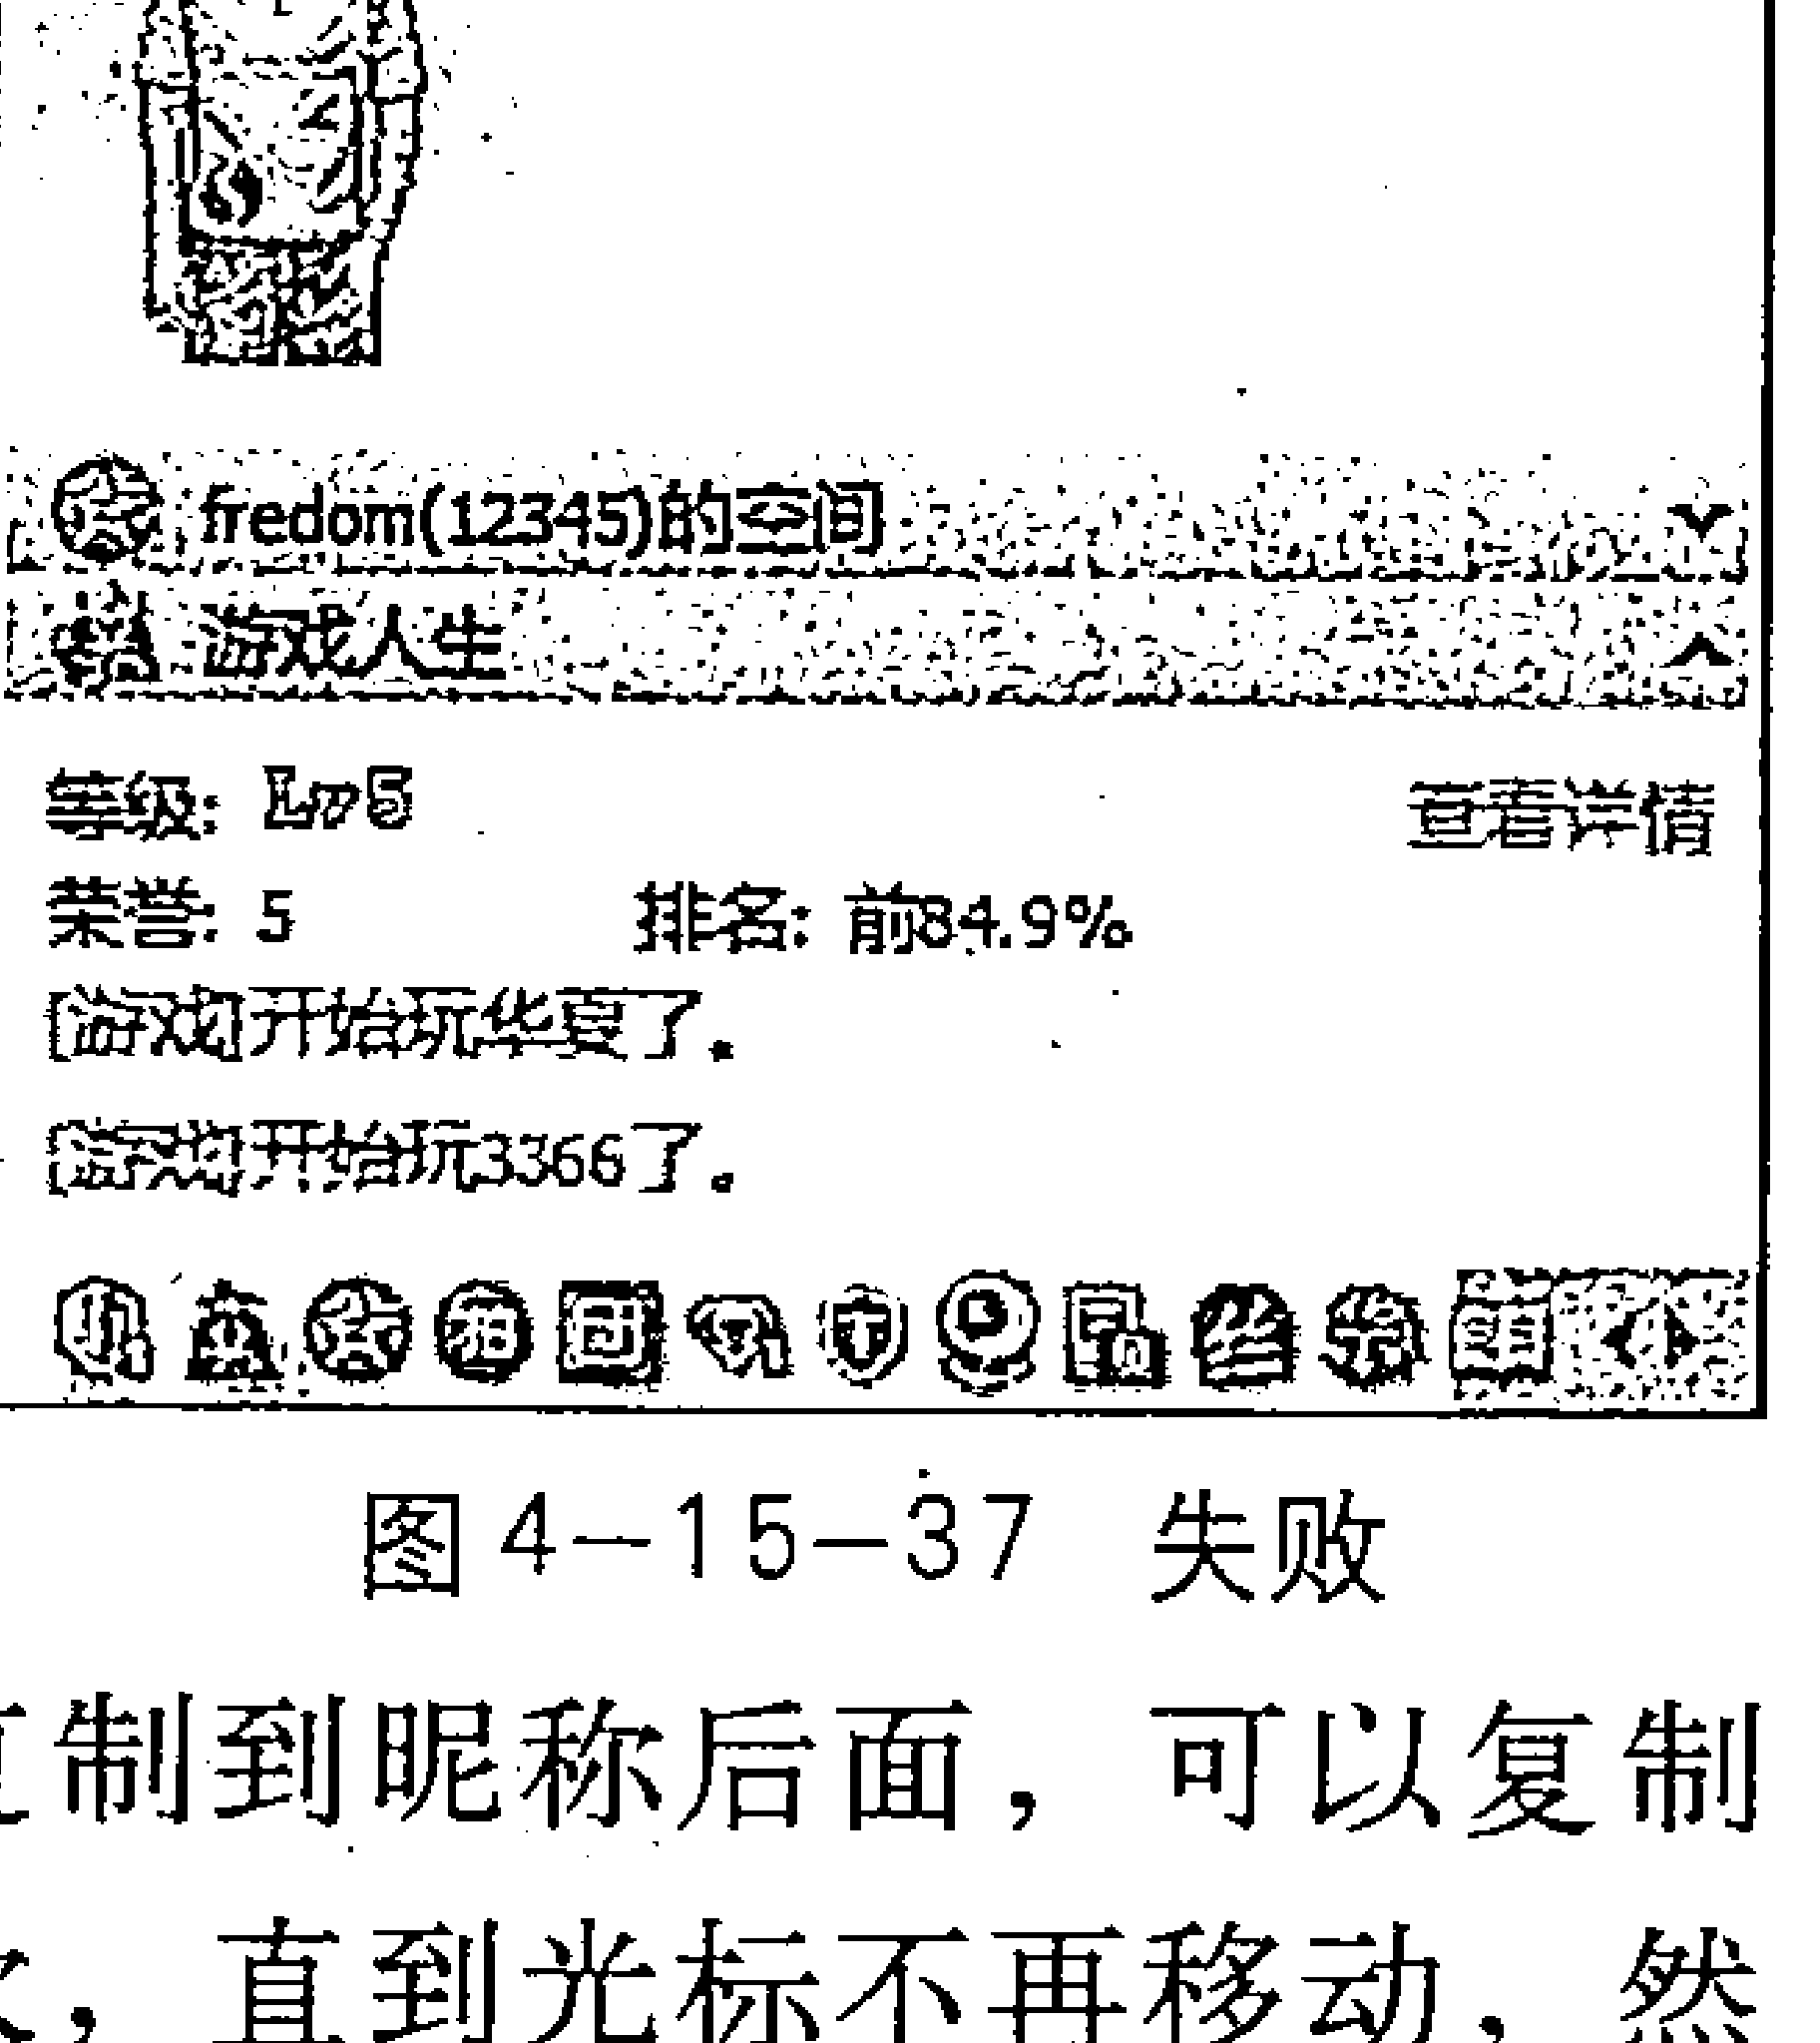 fredom(12345)的空间
游戏人生
等级: Lv5 查看详情
荣誉: 5 排名: 前84.9%
[游戏]开始玩华夏了。
[游戏]开始玩3366了。
图4-15-37 失败
制到昵称后面，可以复制
，直到光标不再移动，然